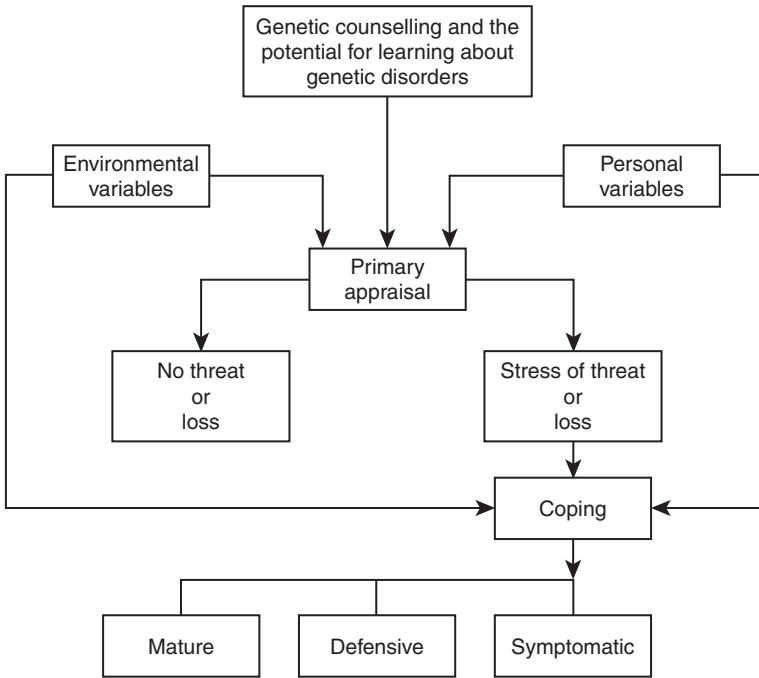 Genetic counselling and the
potential for learning about
genetic disorders
Environmental
variables
Personal
variables
Primary
appraisal
No threat
or
loss
Stress of threat
or
loss
Coping
Mature
Defensive
Symptomatic